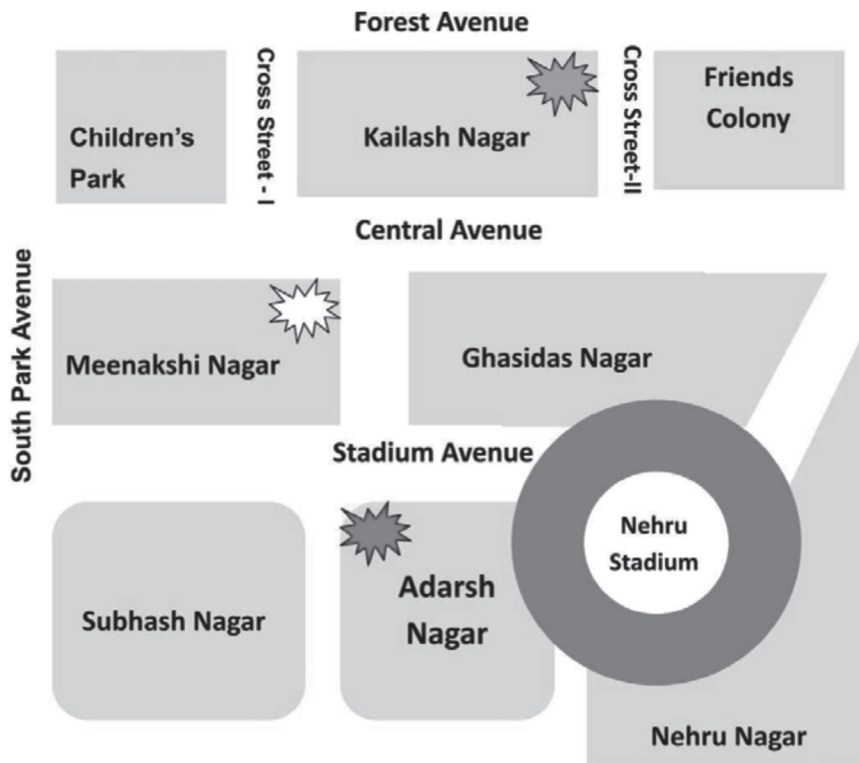 Forest Avenue
Children's
Park
Cross Street - I
Kailash Nagar
Cross Street-II
Friends
Colony
Central Avenue
South Park Avenue
Meenakshi Nagar
Ghasidas Nagar
Stadium Avenue
Nehru
Stadium
Subhash Nagar
Adarsh
Nagar
Nehru Nagar